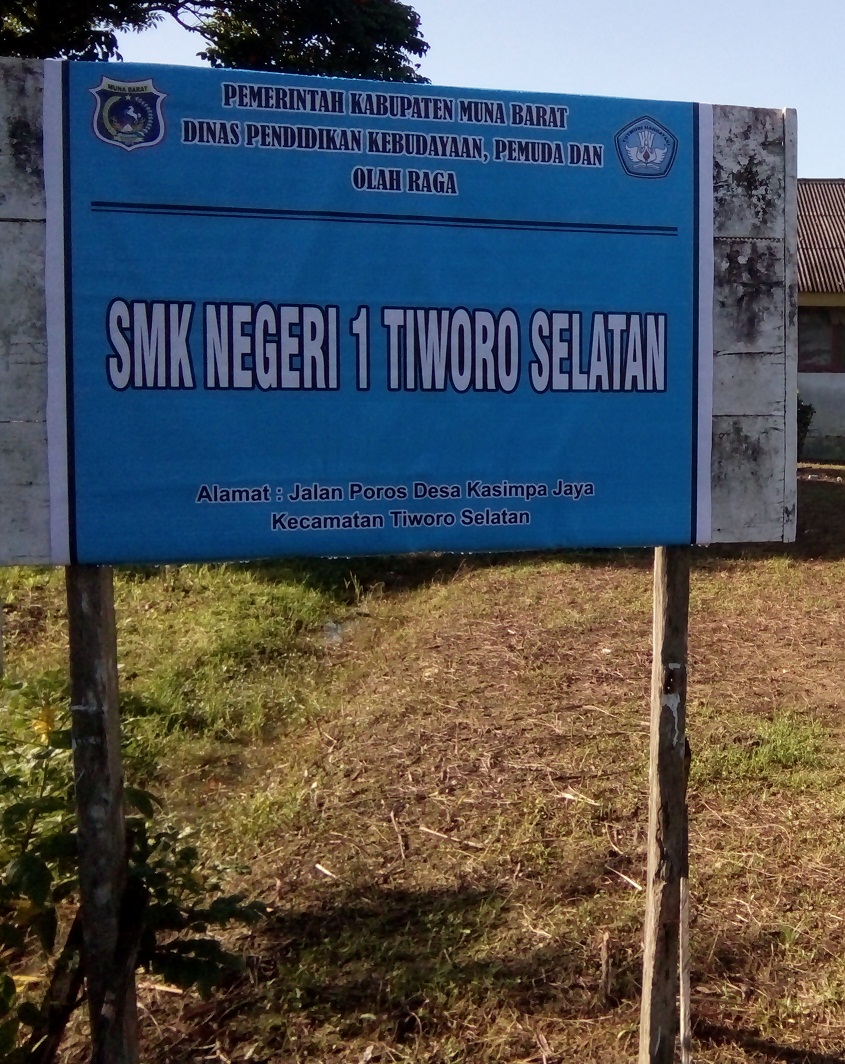 MUNA BARAT
PEMERINTAH KABUPATEN MUNA BARAT
DINAS PENDIDIKAN KEBUDAYAAN, PEMUDA DAN
OLAH RAGA
SMK NEGERI 1 TIWORO SELATAN
Alamat : Jalan Poros Desa Kasimpa Jaya
Kecamatan Tiworo Selatan